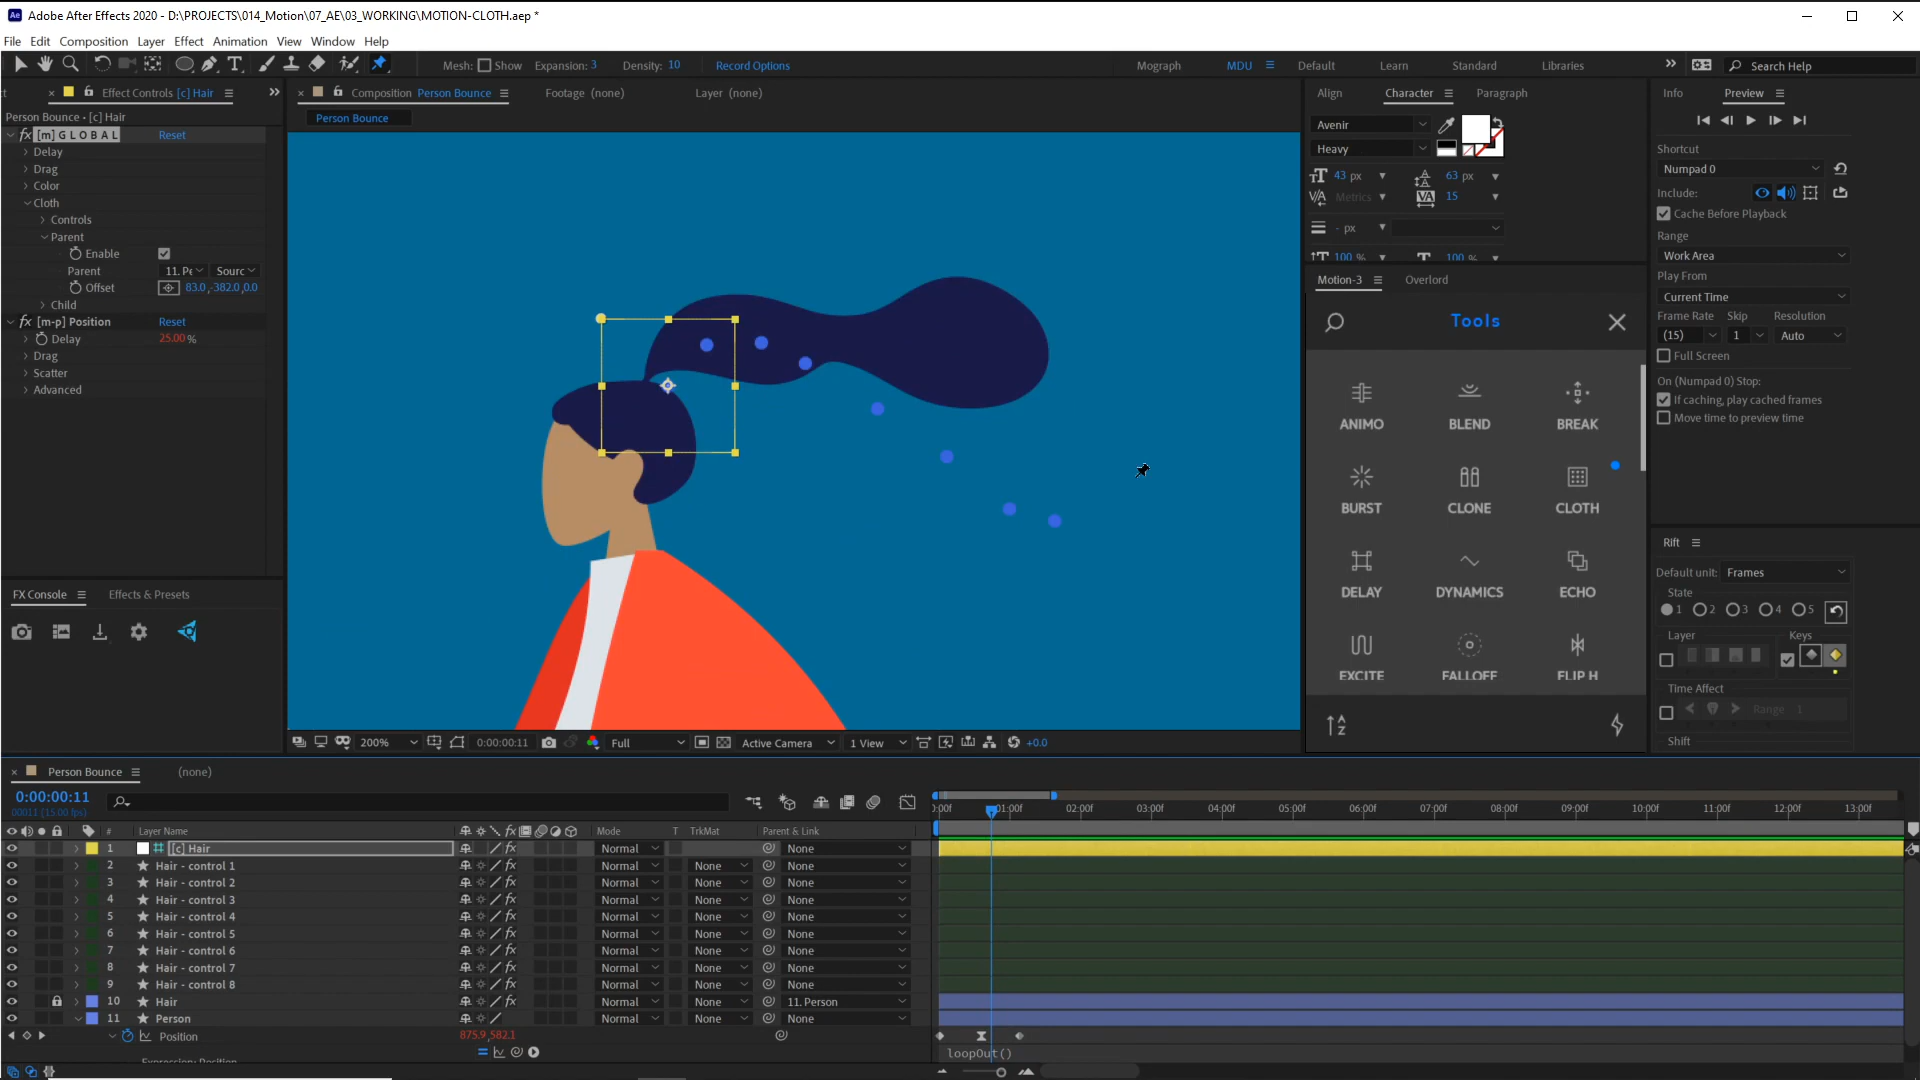 Adobe After Effects 2020 - D:\PROJECTS\014_Motion\07_AE\03_WORKING\MOTION-CLOTH.aep *
File Edit Composition Layer Effect Animation View Window Help
Mesh: Show Expansion: 3 Density: 10 Record Options
Mograph MDU Default Learn Standard Libraries
Search Help
Effect Controls [c] Hair
Person Bounce • [c] Hair
[m] G L O B A L Reset
Delay
Drag
Color
Cloth
Controls
Parent
Enable
Parent 11. Pe Sourc
Offset 83.0,-382.0,0.0
Child
[m-p] Position Reset
Delay 25.00 %
Drag
Scatter
Advanced
FX Console Effects & Presets
Composition Person Bounce Footage (none) Layer (none)
Person Bounce
200% 0:00:00:11 Full Active Camera 1 View +0.0
Align Character Paragraph
Avenir
Heavy
43 px 63 px
Metrics 15
- px
100 % 100 %
Motion-3 Overlord
Tools
ANIMO BLEND BREAK
BURST CLONE CLOTH
DELAY DYNAMICS ECHO
EXCITE FALLOFF FLIP H
Info Preview
Shortcut
Numpad 0
Include:
Cache Before Playback
Range
Work Area
Play From
Current Time
Frame Rate Skip Resolution
(15) 1 Auto
Full Screen
On (Numpad 0) Stop:
If caching, play cached frames
Move time to preview time
Rift
Default unit: Frames
State
1 2 3 4 5
Layer Keys
Time Affect
Range 1
Shift
Person Bounce (none)
0:00:00:11
00011 (15.00 fps)
# Layer Name Mode T TrkMat Parent & Link
1 [c] Hair Normal None
2 Hair - control 1 Normal None None
3 Hair - control 2 Normal None None
4 Hair - control 3 Normal None None
5 Hair - control 4 Normal None None
6 Hair - control 5 Normal None None
7 Hair - control 6 Normal None None
8 Hair - control 7 Normal None None
9 Hair - control 8 Normal None None
10 Hair Normal None 11. Person
11 Person Normal None None
Position 875.9,582.1
Expression: Position
01:00f 02:00f 03:00f 04:00f 05:00f 06:00f 07:00f 08:00f 09:00f 10:00f 11:00f 12:00f 13:00f
loopOut()